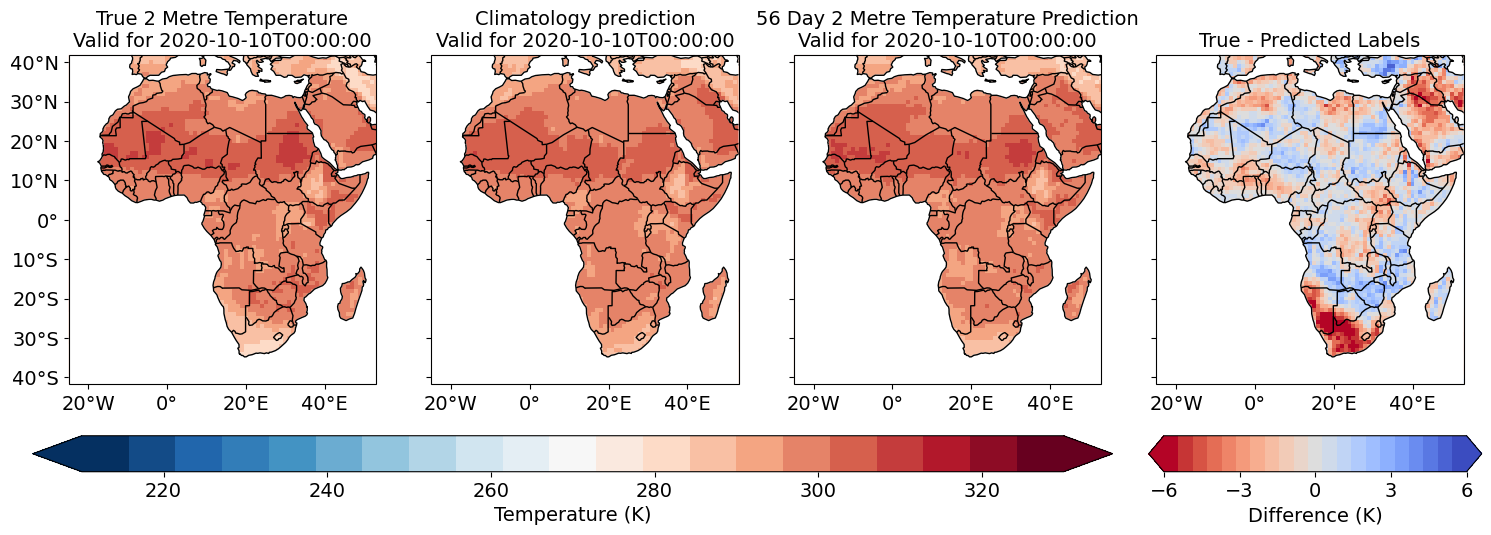 True 2 Metre Temperature
Valid for 2020-10-10T00:00:00
Climatology prediction
Valid for 2020-10-10T00:00:00
56 Day 2 Metre Temperature Prediction
Valid for 2020-10-10T00:00:00
True - Predicted Labels
40°N
30°N
20°N
10°N
0°
10°S
20°S
30°S
40°S
20°W 0° 20°E 40°E
20°W 0° 20°E 40°E
20°W 0° 20°E 40°E
20°W 0° 20°E 40°E
220 240 260 280 300 320
Temperature (K)
−6 −3 0 3 6
Difference (K)